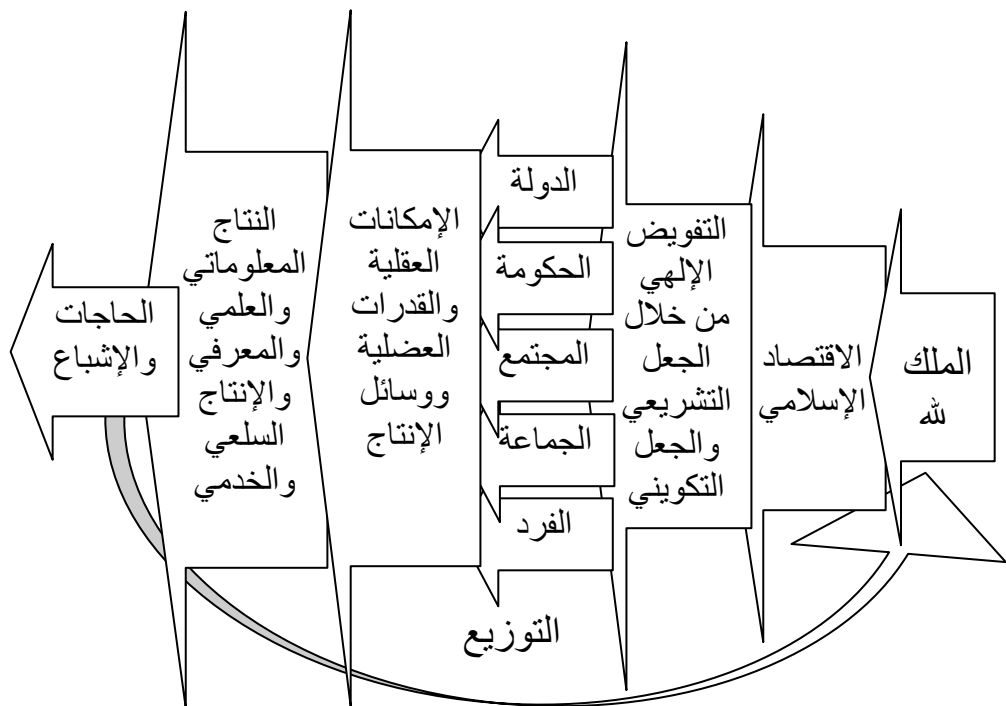 الملك
لله
الاقتصاد
الإسلامي
التفويض
الإلهي
من خلال
الجعل
التشريعي
والجعل
التكويني
الدولة
الحكومة
المجتمع
الجماعة
الفرد
الإمكانات
العقلية
والقدرات
العضلية
ووسائل
الإنتاج
النتاج
المعلوماتي
والعلمي
والمعرفي
والإنتاج
السلعي
والخدمي
الحاجات
والإشباع
التوزيع